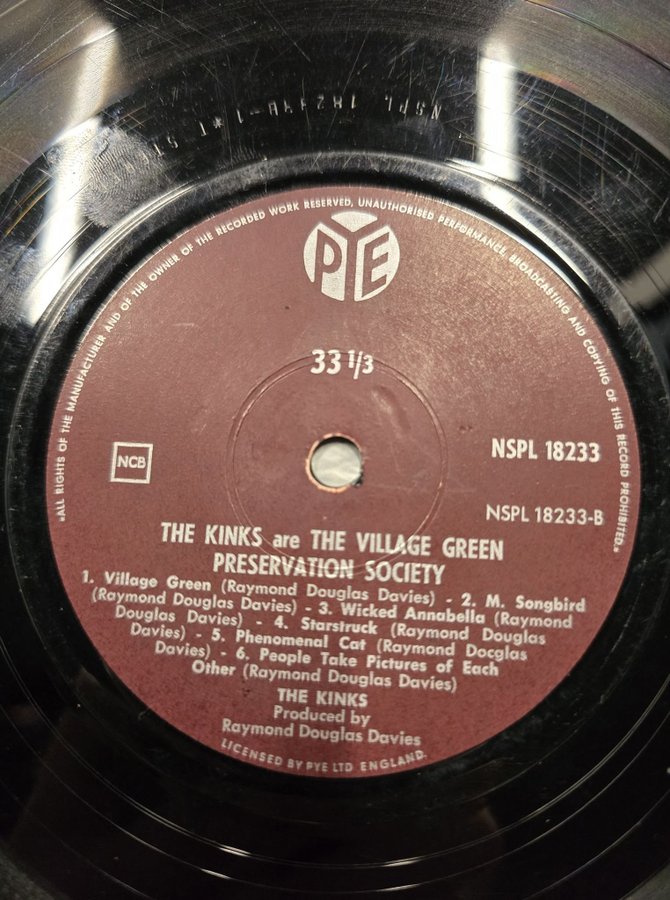 NSPL 18233-B-1*T ST
«ALL RIGHTS OF THE MANUFACTURER AND OF THE OWNER OF THE RECORDED WORK RESERVED, UNAUTHORISED PERFORMANCE, BROADCASTING AND COPYING OF THIS RECORD PROHIBITED.»
PYE
33 1/3
NSPL 18233
NCB
NSPL 18233-B
THE KINKS are THE VILLAGE GREEN
PRESERVATION SOCIETY
1. Village Green (Raymond Douglas Davies) - 2. M. Songbird
(Raymond Douglas Davies) - 3. Wicked Annabella (Raymond
Douglas Davies) - 4. Starstruck (Raymond Douglas
Davies) - 5. Phenomenal Cat (Raymond Docglas
Davies) - 6. People Take Pictures of Each
Other (Raymond Douglas Davies)
THE KINKS
Produced by
Raymond Douglas Davies
LICENSED BY PYE LTD ENGLAND.